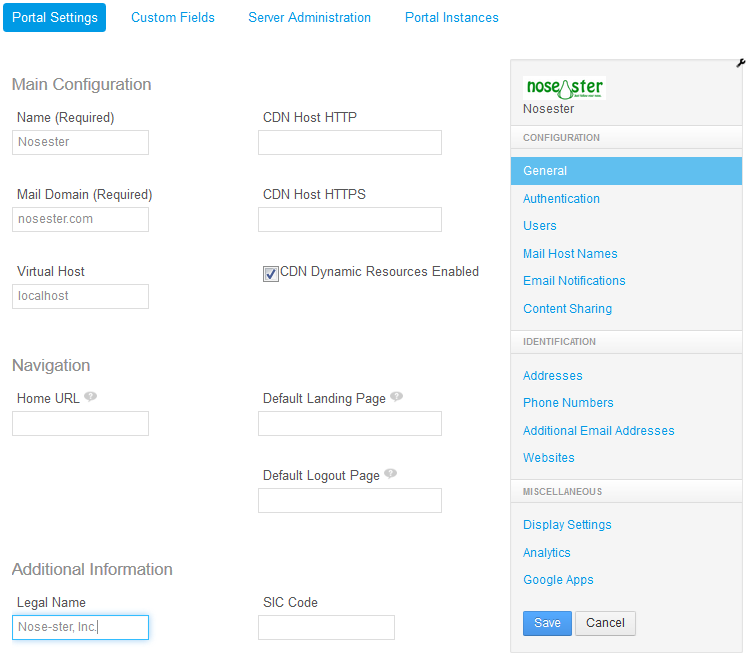 Portal Settings Custom Fields Server Administration Portal Instances
Main Configuration
Name (Required) CDN Host HTTP
Nosester
Mail Domain (Required) CDN Host HTTPS
nosester.com
Virtual Host CDN Dynamic Resources Enabled
localhost
Navigation
Home URL Default Landing Page
Default Logout Page
Additional Information
Legal Name SIC Code
Nose-ster, Inc.
nosester
Nosester
CONFIGURATION
General
Authentication
Users
Mail Host Names
Email Notifications
Content Sharing
IDENTIFICATION
Addresses
Phone Numbers
Additional Email Addresses
Websites
MISCELLANEOUS
Display Settings
Analytics
Google Apps
Save Cancel